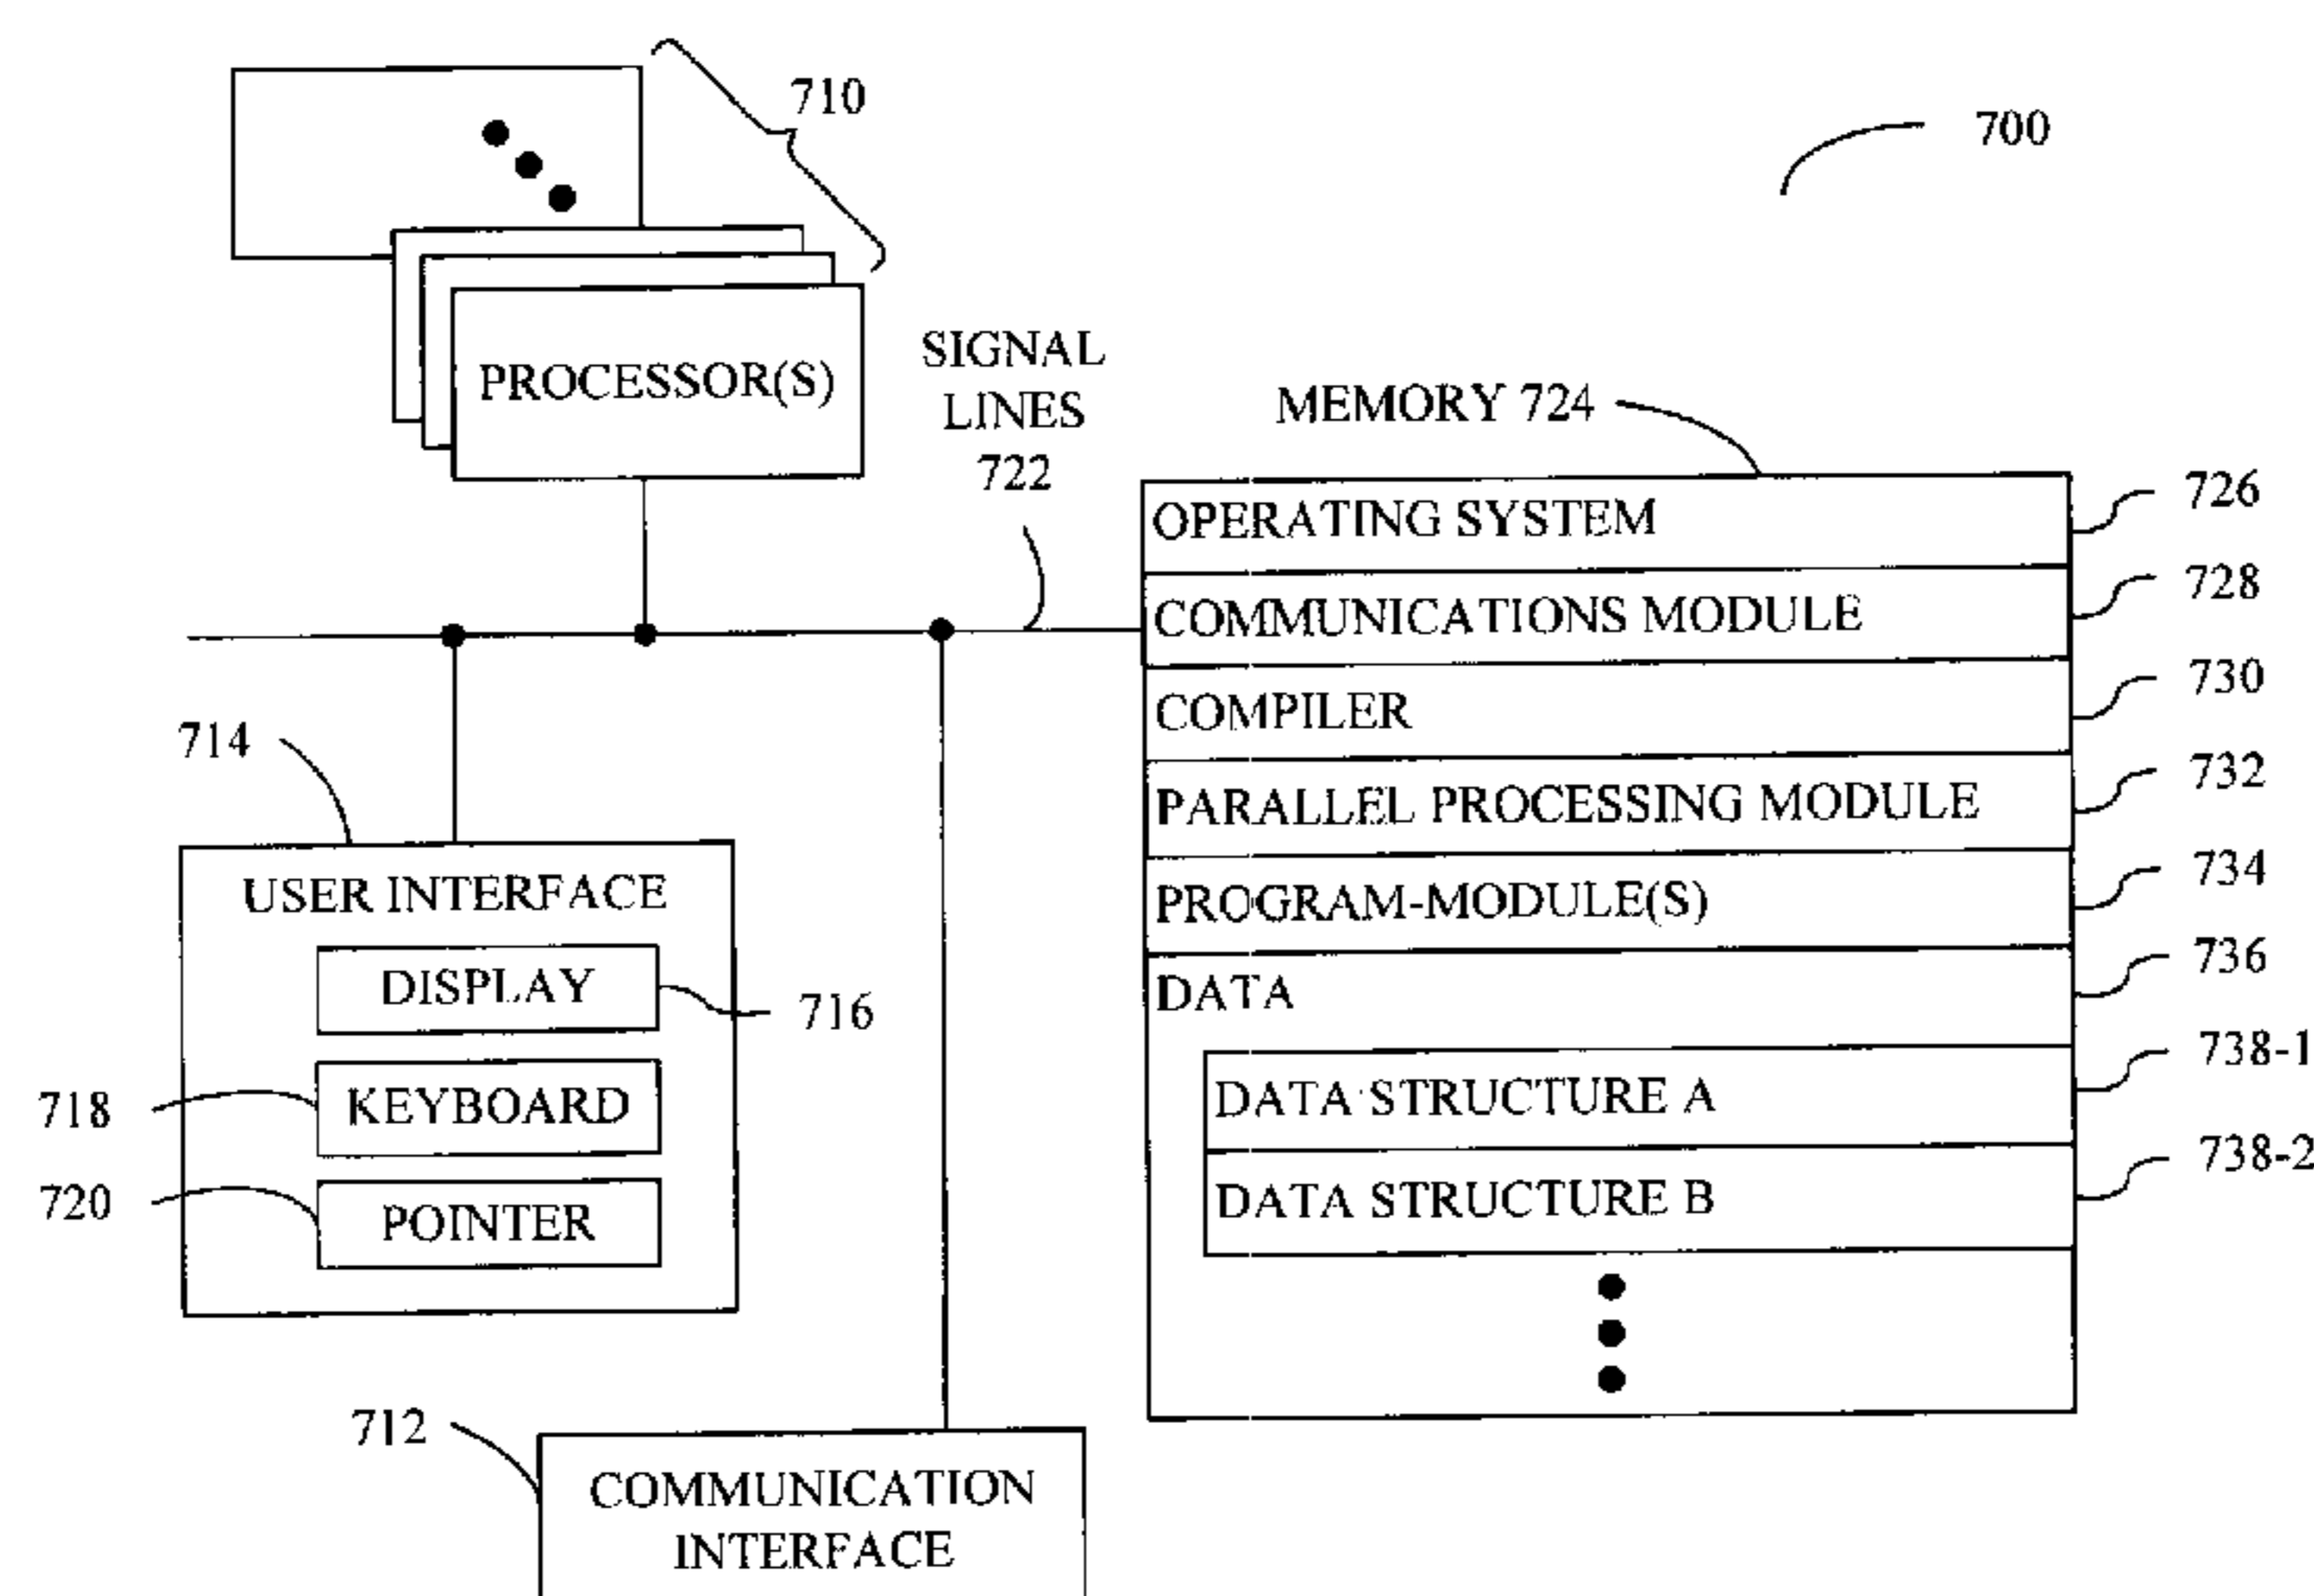 710
700
PROCESSOR(S)
SIGNAL
LINES
722
MEMORY 724
OPERATING SYSTEM
726
COMMUNICATIONS MODULE
728
COMPILER
730
PARALLEL PROCESSING MODULE
732
PROGRAM-MODULE(S)
734
DATA
736
DATA STRUCTURE A
738-1
DATA STRUCTURE B
738-2
714
USER INTERFACE
DISPLAY
716
718
KEYBOARD
720
POINTER
712
COMMUNICATION
INTERFACE